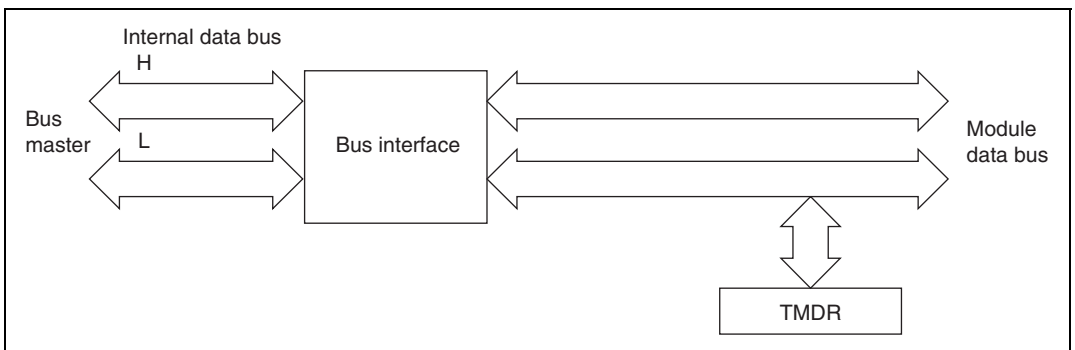 Internal data bus
H
Bus
master
L
Bus interface
Module
data bus
TMDR